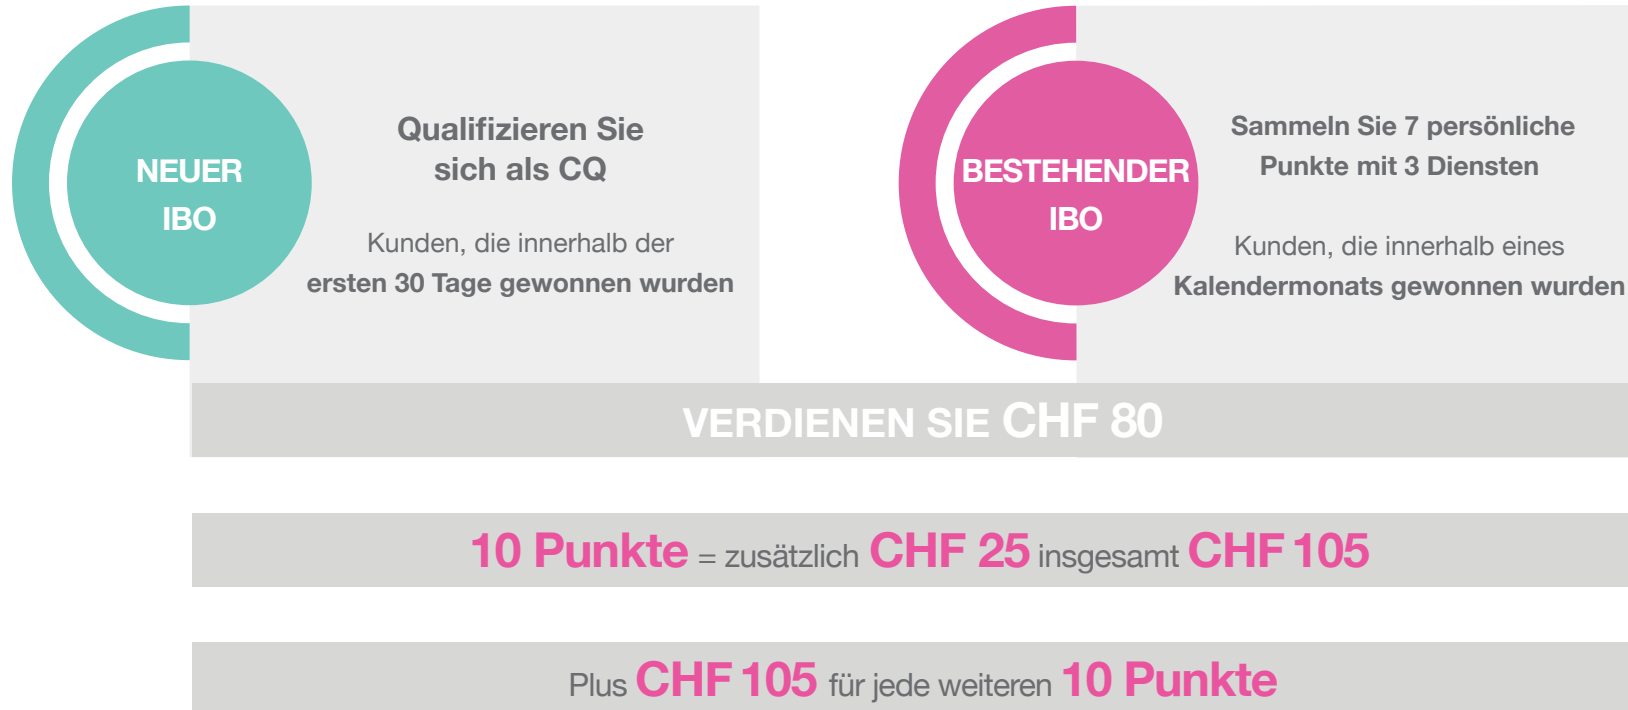 NEUER
IBO
Qualifizieren Sie
sich als CQ
Kunden, die innerhalb der
ersten 30 Tage gewonnen wurden
BESTEHENDER
IBO
Sammeln Sie 7 persönliche
Punkte mit 3 Diensten
Kunden, die innerhalb eines
Kalendermonats gewonnen wurden
VERDIENEN SIE CHF 80
10 Punkte = zusätzlich CHF 25 insgesamt CHF 105
Plus CHF 105 für jede weiteren 10 Punkte